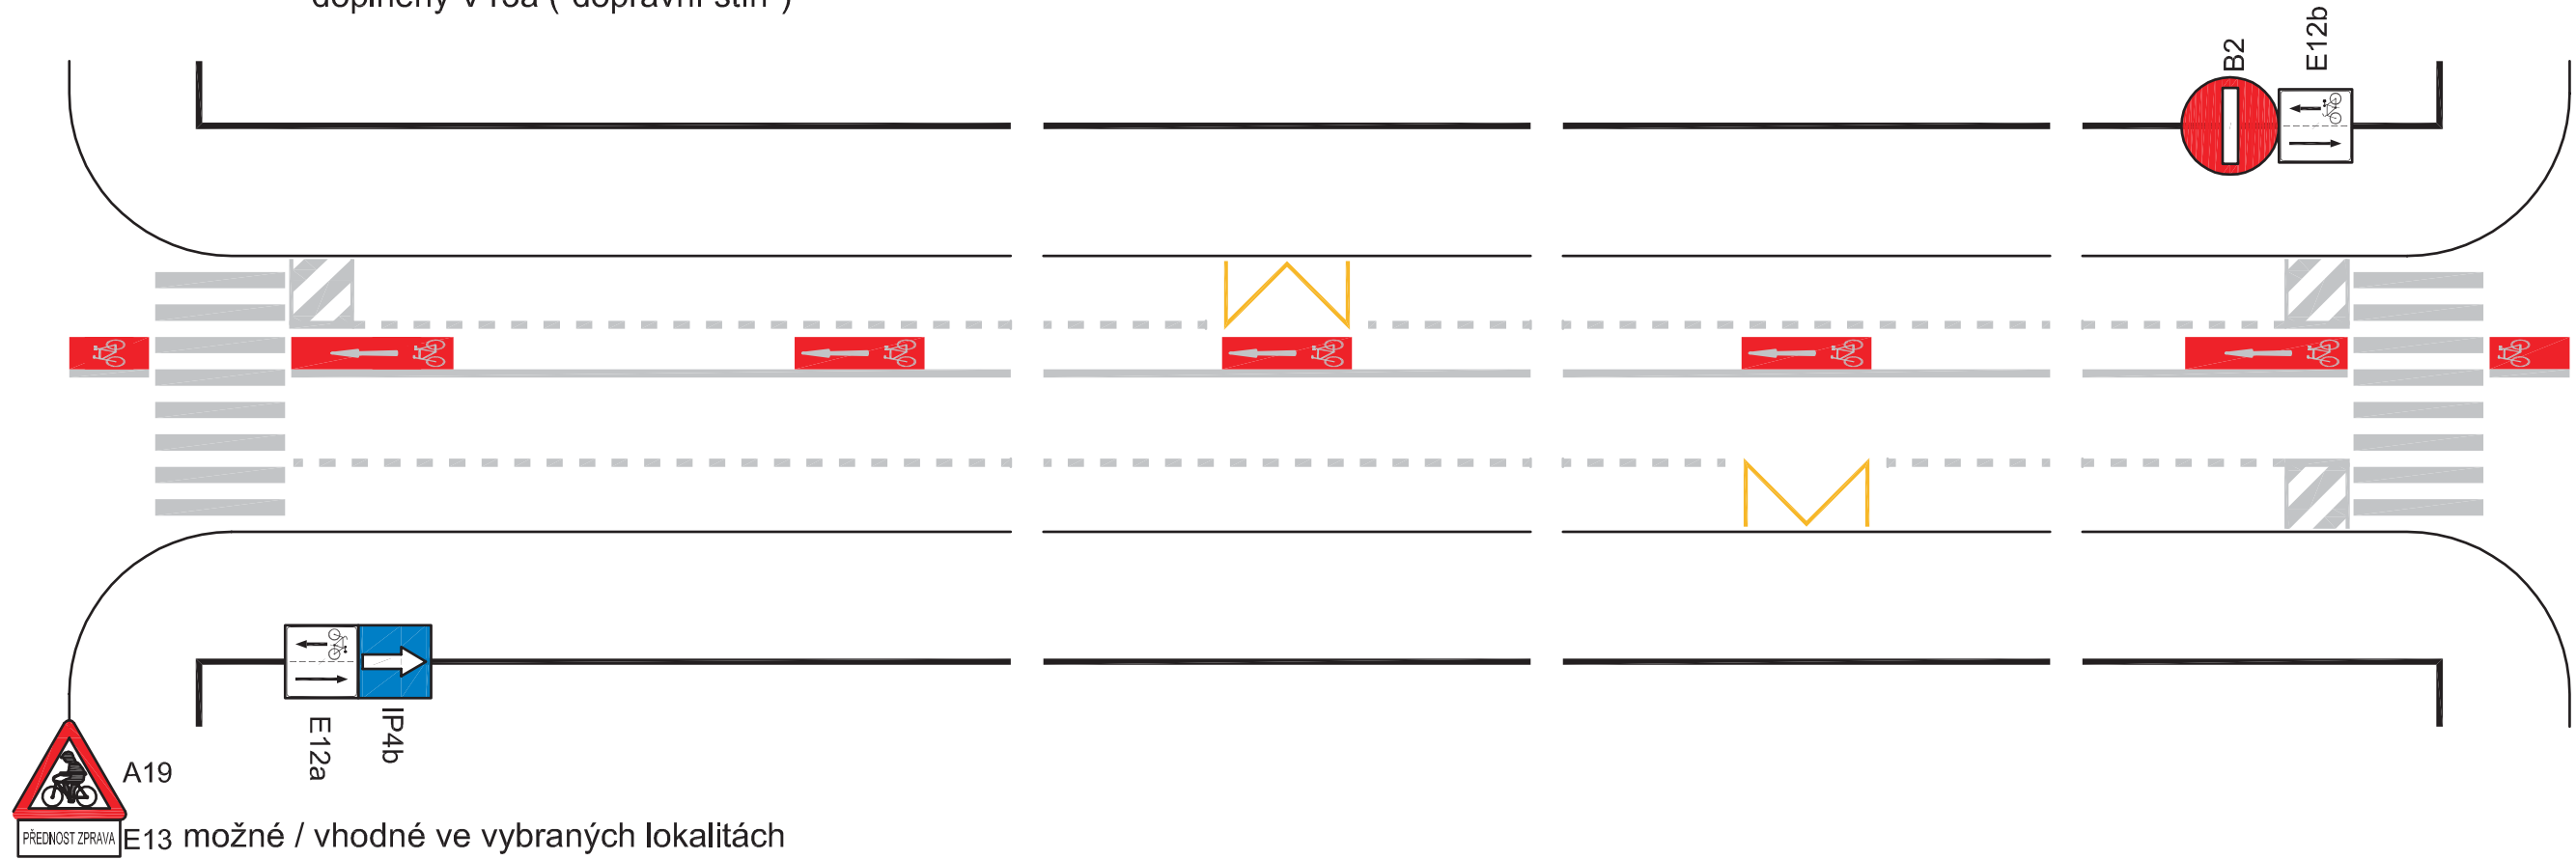 B2
E12b
E12a
IP4b
A19
PŘEDNOST ZPRAVA
E13 možné / vhodné ve vybraných lokalitách